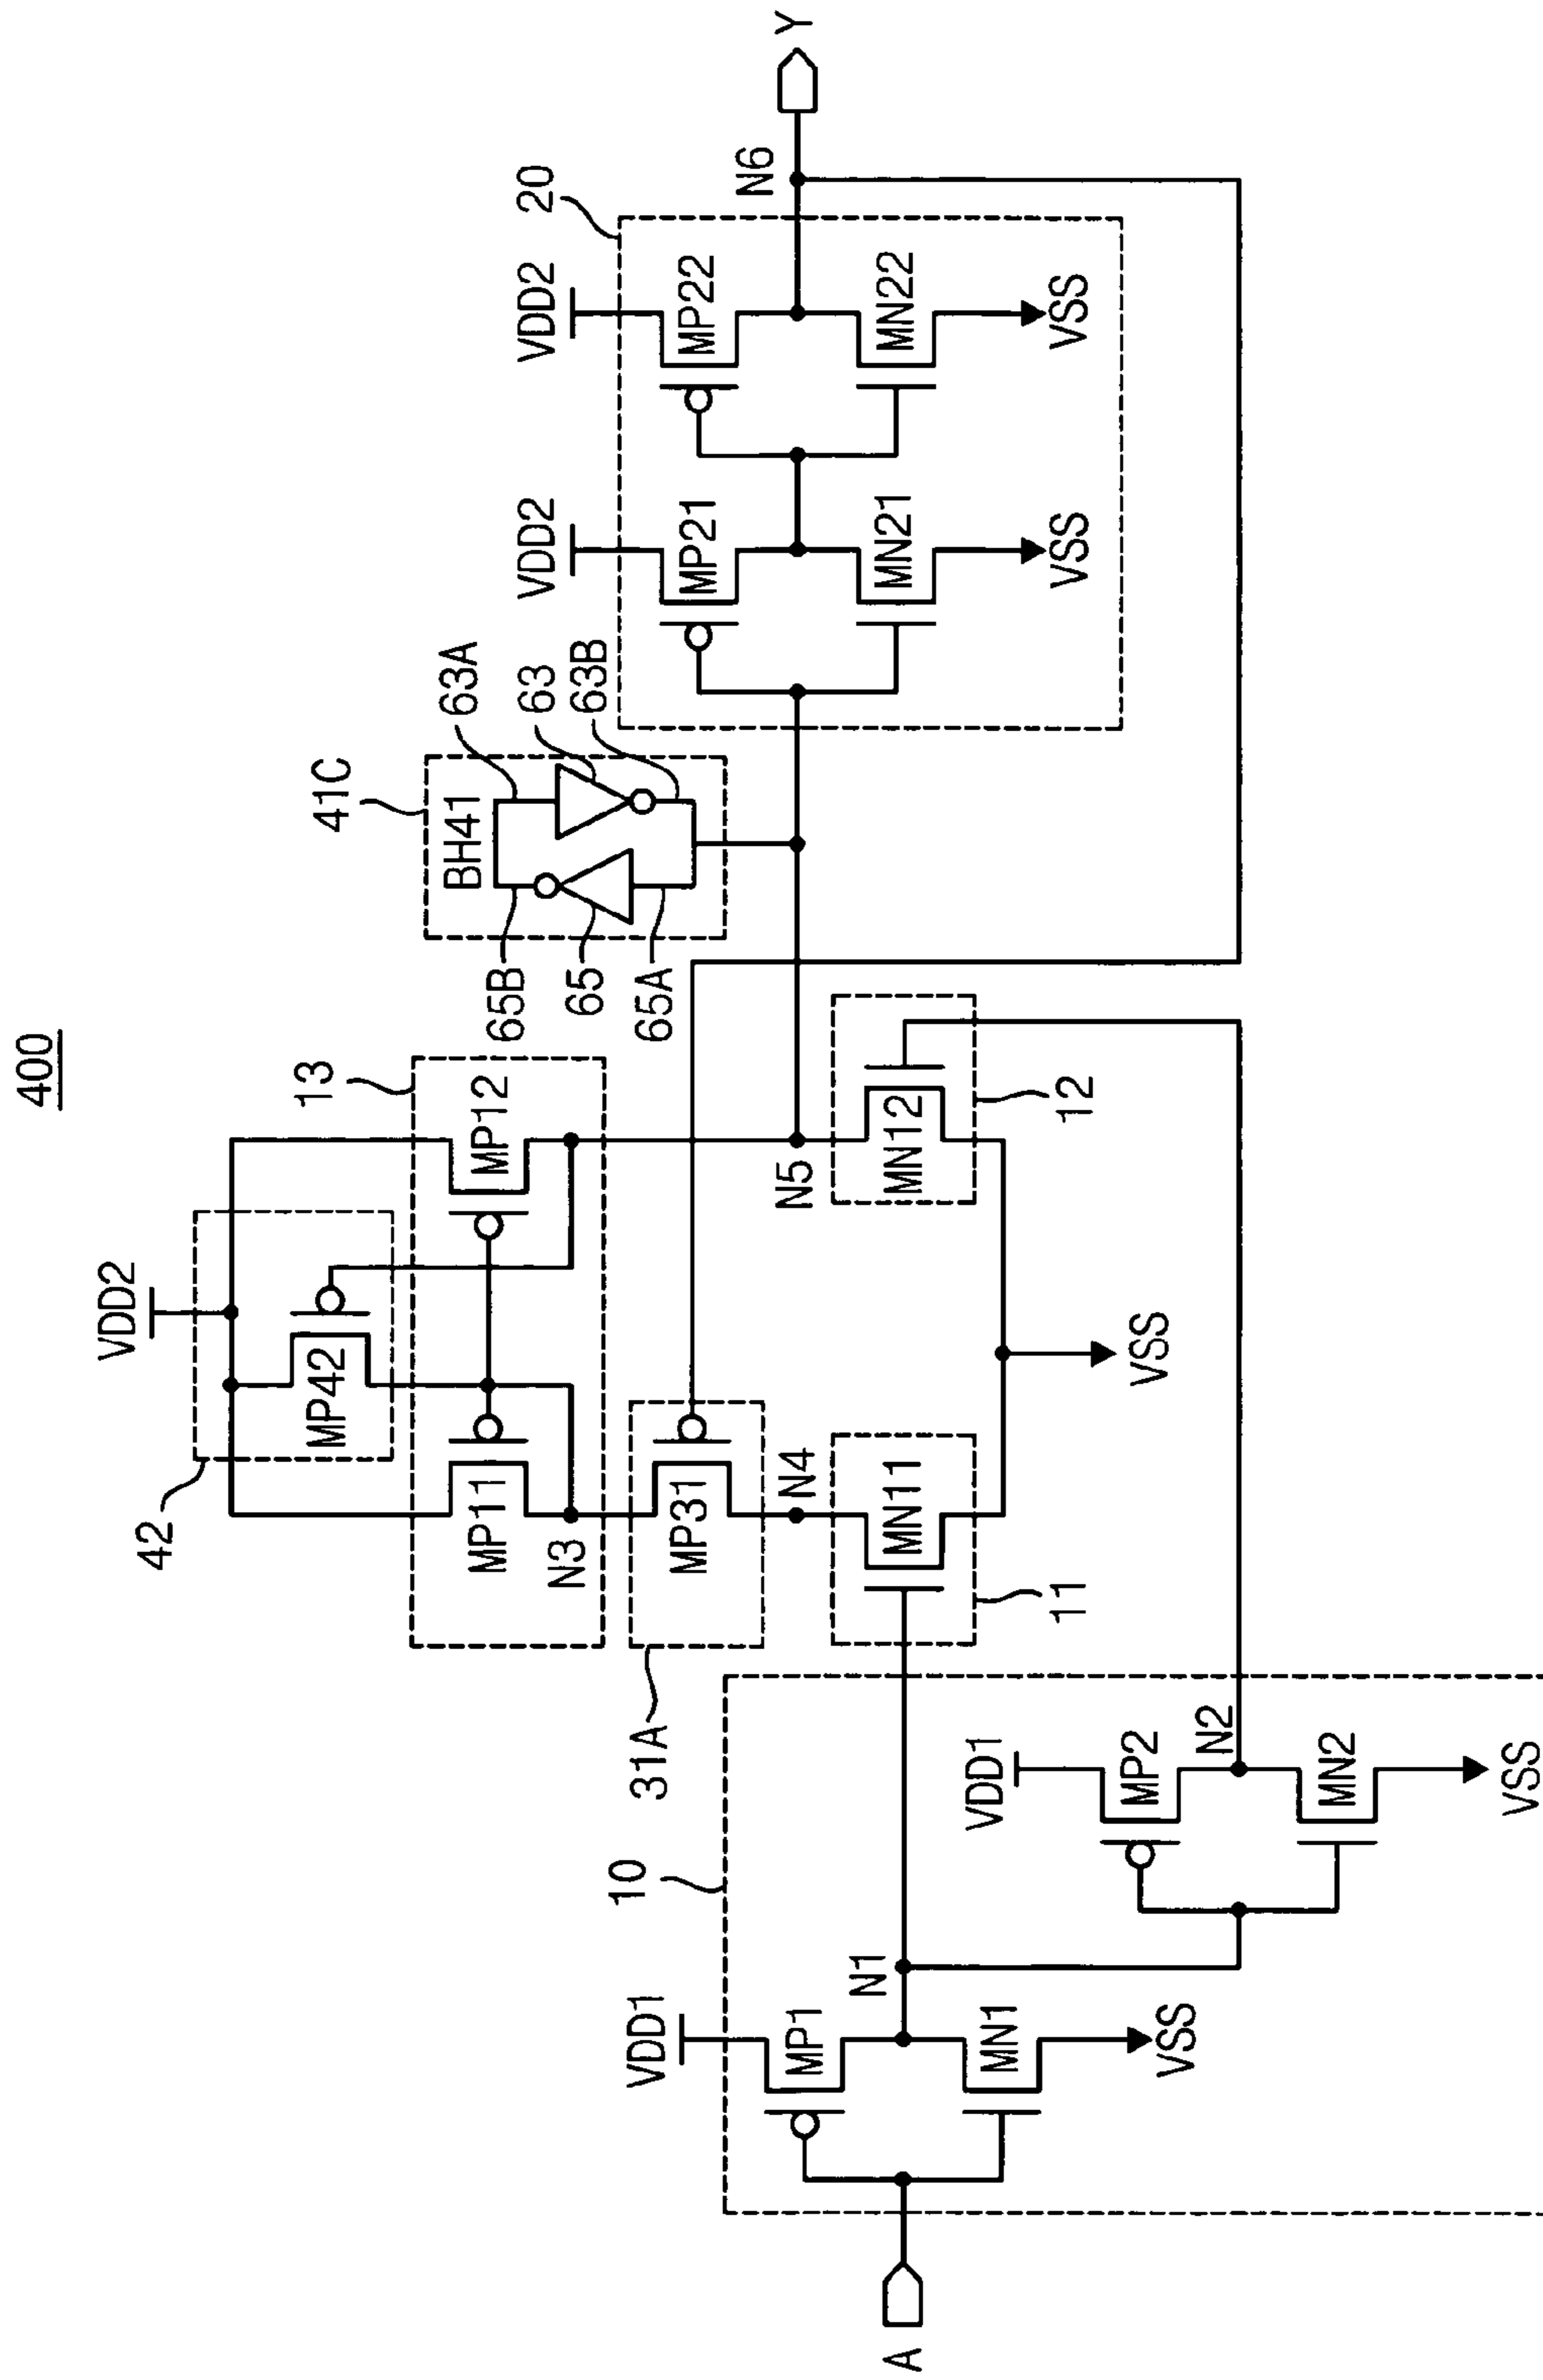 400
VDD2
42
MP42
13
MP11
MP12
N3
31A
MP31
N4
N5
11
MN11
12
MN12
VSS
41C
BH41
65B
65
65A
63A
63
63B
20
VDD2
VDD2
MP21
MP22
MN21
MN22
VSS
VSS
N6
Y
10
VDD1
MP1
N1
MN1
VSS
VDD1
MP2
N2
MN2
VSS
A